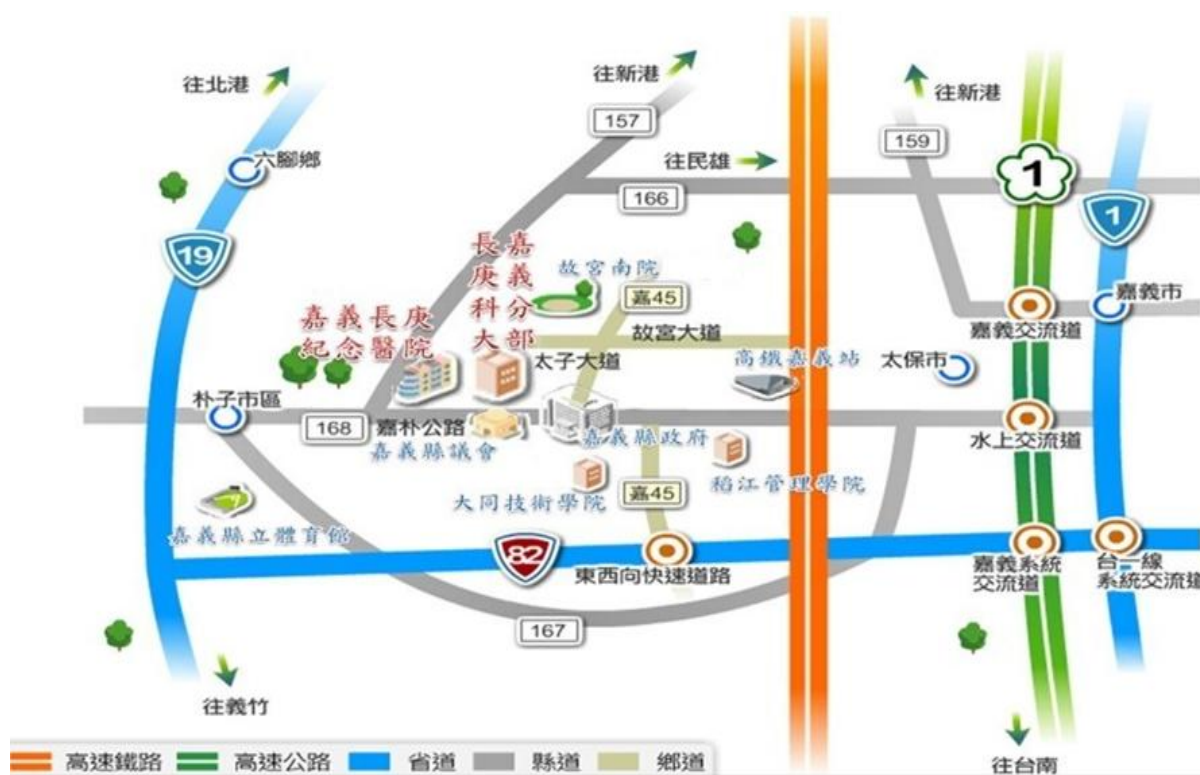 往北港
往新港
往新港
157
159
六腳鄉
往民雄
1
166
1
19
長庚科大
嘉義分部
故宮南院
嘉45
嘉義市
嘉義長庚
紀念醫院
故宮大道
嘉義交流道
太子大道
高鐵嘉義站
太保市
朴子市區
168
嘉朴公路
嘉義縣議會
嘉義縣政府
水上交流道
稻江管理學院
大同技術學院
嘉45
嘉義縣立體育館
82
東西向快速道路
嘉義系統
交流道
台一線
系統交流道
167
往義竹
往台南
高速鐵路
高速公路
省道
縣道
鄉道